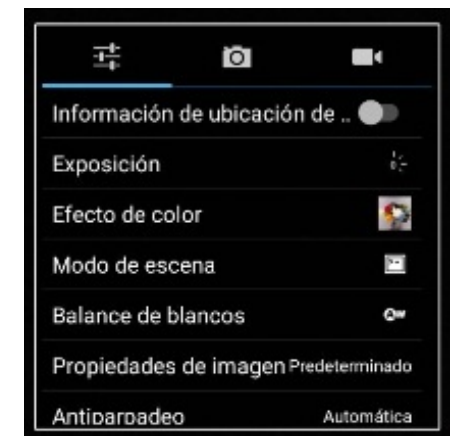 Información de ubicación de ..
Exposición
Efecto de color
Modo de escena
Balance de blancos
Propiedades de imagen Predeterminado
Antiparpadeo Automática